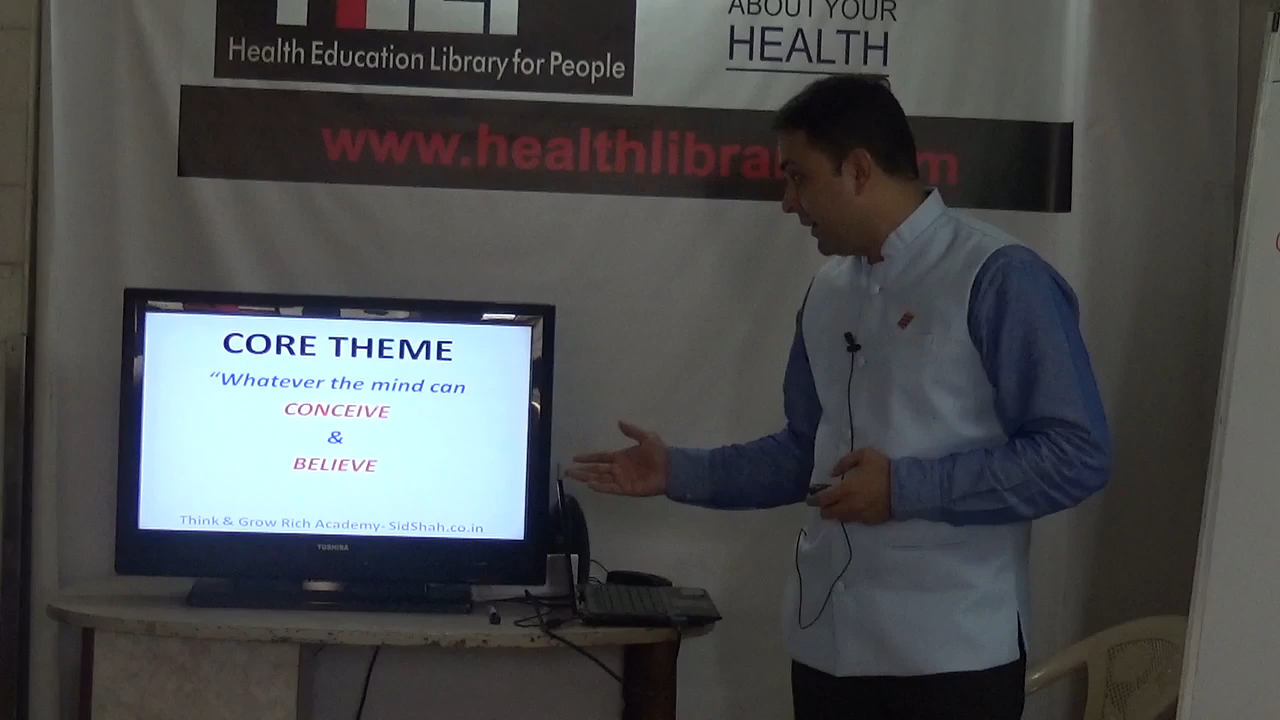 Health Education Library for People
ABOUT YOUR
HEALTH
CORE THEME
“Whatever the mind can
CONCEIVE
&
BELIEVE
Think & Grow Rich Academy- SidShah.co.in
TOSHIBA